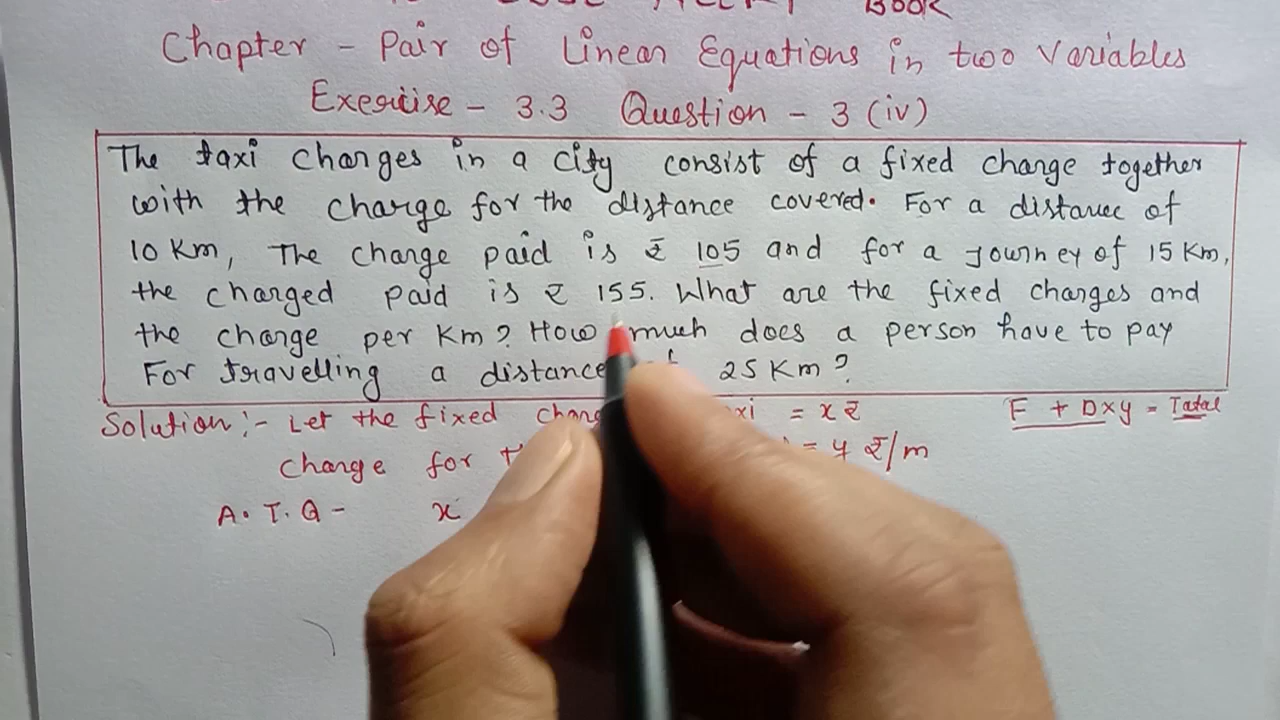 Book
Chapter - Pair of Linear Equations in two Variables
Exercise - 3.3 Question - 3 (iv)
The taxi charges in a city consist of a fixed charge together
with the charge for the distance covered. For a distance of
10 Km, The charge paid is ₹ 105 and for a Journey of 15 Km,
the charged paid is ₹ 155. What are the fixed charges and
the charge per Km? How much does a person have to pay
For travelling a distance 25 Km?
Solution :- Let the fixed = x ₹ F + D×y = Total
Charge for = y ₹/m
A.T.Q - x